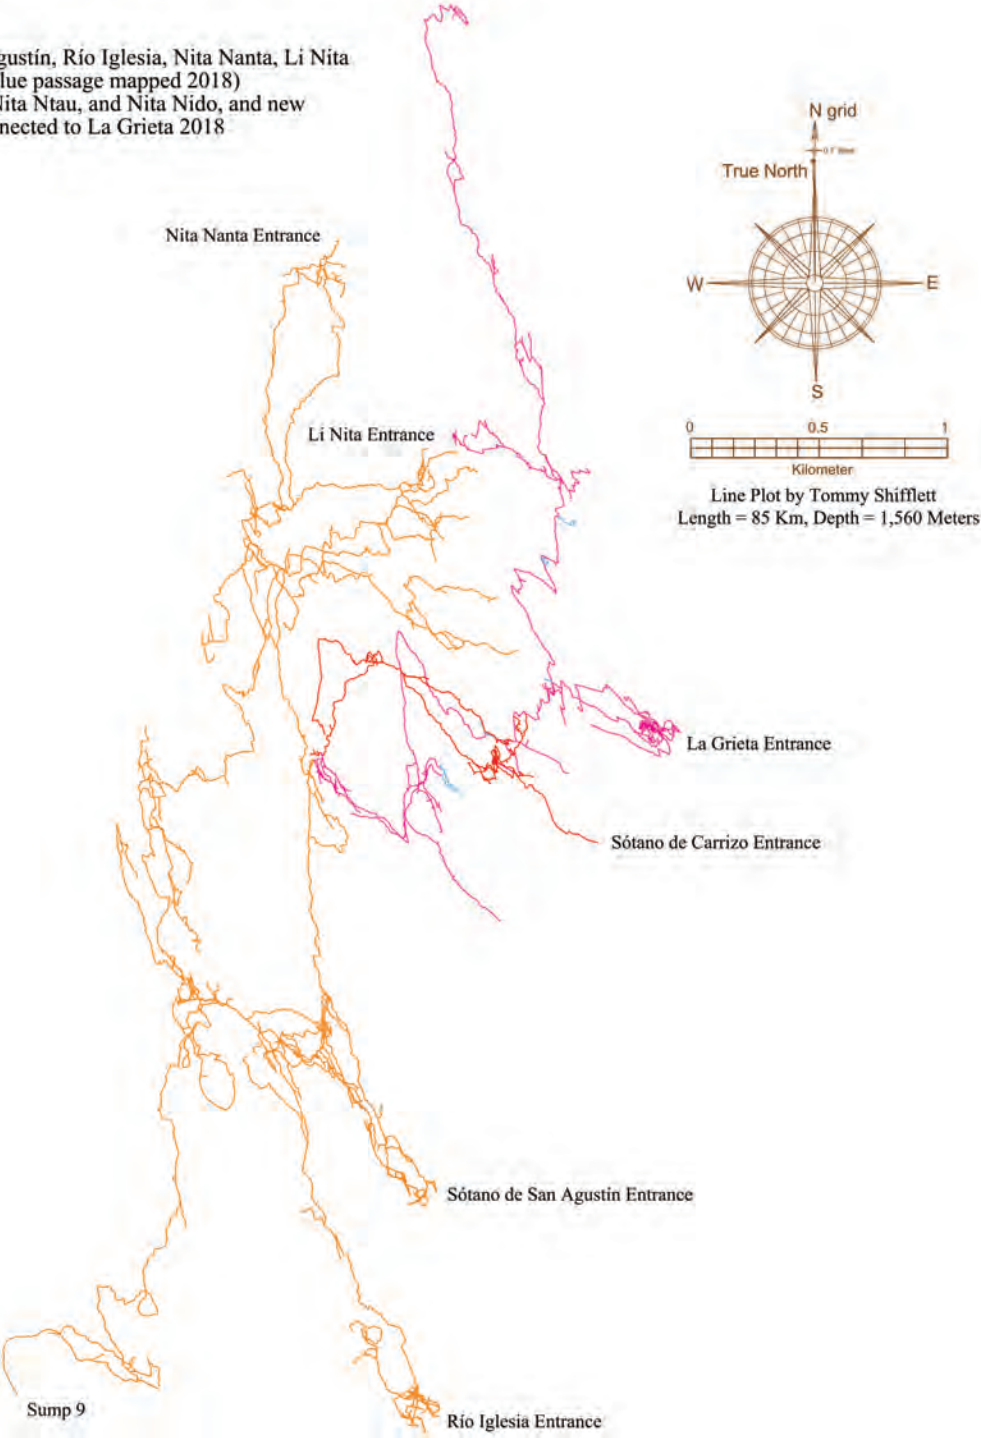 gustín, Río Iglesia, Nita Nanta, Li Nita
lue passage mapped 2018)
Nita Ntau, and Nita Nido, and new
nected to La Grieta 2018
N grid
True North
W
E
S
Nita Nanta Entrance
Li Nita Entrance
0 0.5 1
Kilometer
Line Plot by Tommy Shifflett
Length = 85 Km, Depth = 1,560 Meters
La Grieta Entrance
Sótano de Carrizo Entrance
Sótano de San Agustín Entrance
Sump 9
Río Iglesia Entrance